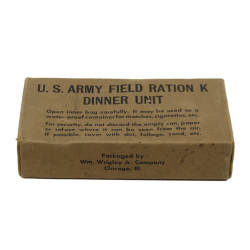 U. S. ARMY FIELD RATION K
DINNER UNIT
Open inner bag carefully. It may be used as a
water-proof container for matches, cigarettes, etc.
For security, do not discard the empty can, paper
or refuse where it can be seen from the air.
If possible, cover with dirt, foliage, sand, etc.
Packaged by
Wm. Wrigley Jr. Company
Chicago, Ill.